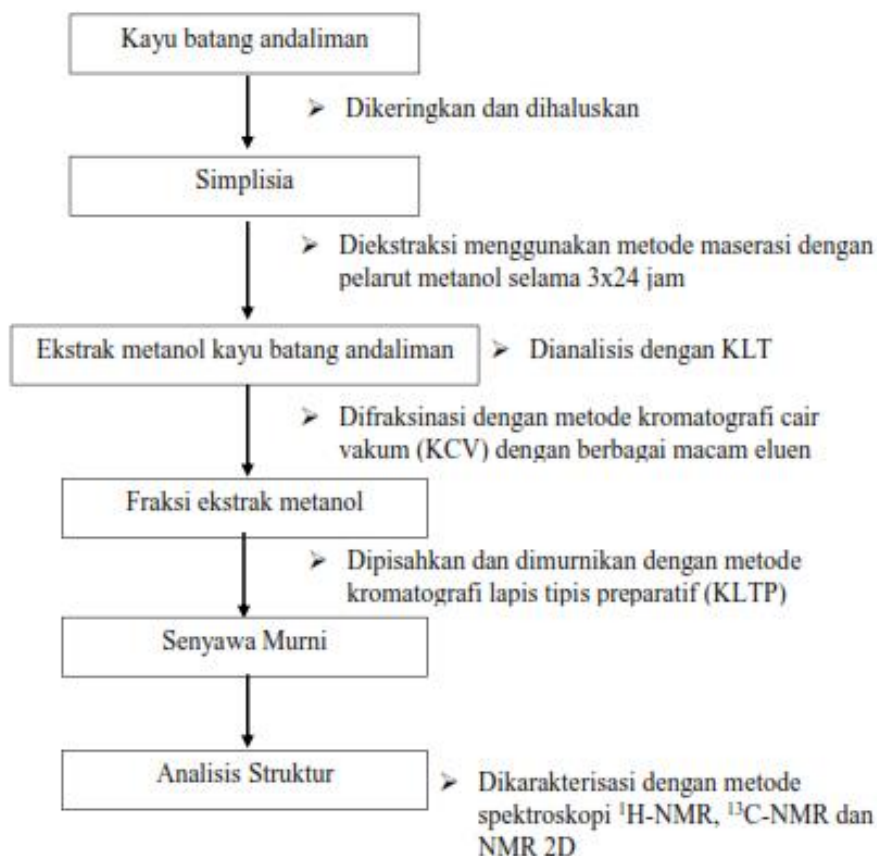 Kayu batang andaliman
➢ Dikeringkan dan dihaluskan
Simplisia
➢ Diekstraksi menggunakan metode maserasi dengan
pelarut metanol selama 3x24 jam
Ekstrak metanol kayu batang andaliman
➢ Dianalisis dengan KLT
➢ Difraksinasi dengan metode kromatografi cair
vakum (KCV) dengan berbagai macam eluen
Fraksi ekstrak metanol
➢ Dipisahkan dan dimurnikan dengan metode
kromatografi lapis tipis preparatif (KLTP)
Senyawa Murni
Analisis Struktur
➢ Dikarakterisasi dengan metode
spektroskopi ¹H-NMR, ¹³C-NMR dan
NMR 2D